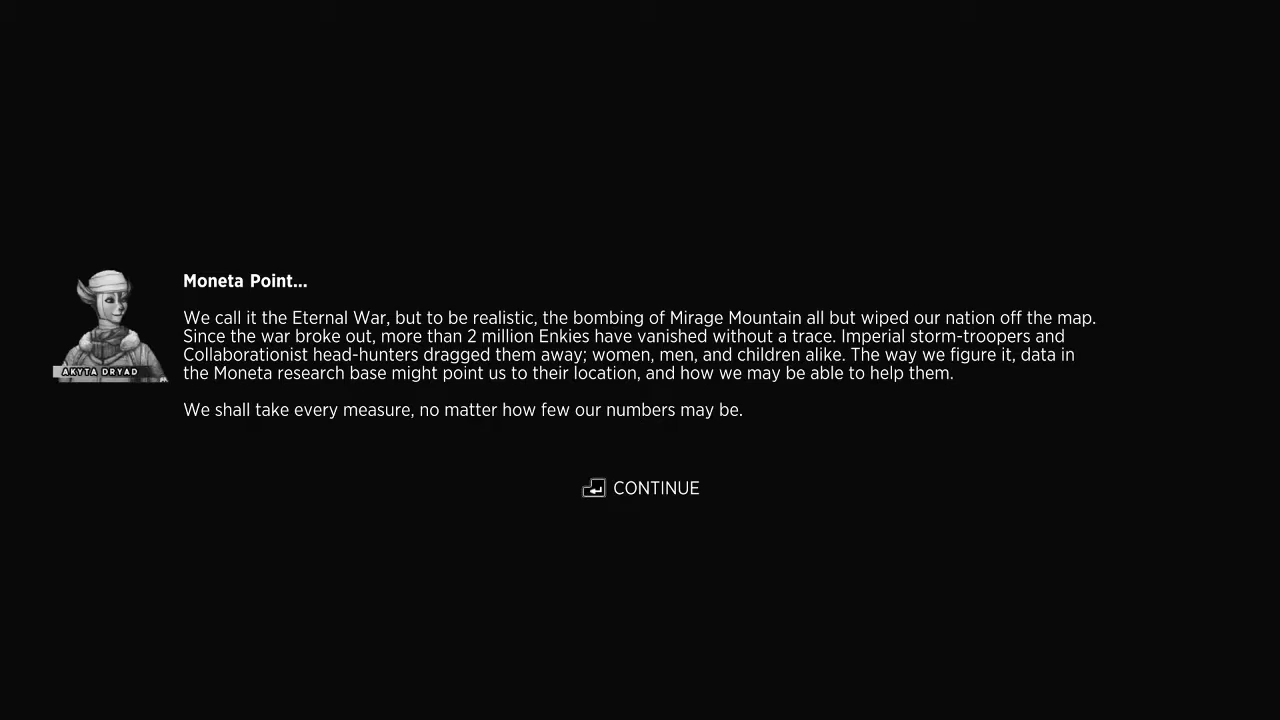 Moneta Point...
We call it the Eternal War, but to be realistic, the bombing of Mirage Mountain all but wiped our nation off the map.
Since the war broke out, more than 2 million Enkies have vanished without a trace. Imperial storm-troopers and
Collaborationist head-hunters dragged them away; women, men, and children alike. The way we figure it, data in
the Moneta research base might point us to their location, and how we may be able to help them.
We shall take every measure, no matter how few our numbers may be.
AKYTA DRYAD
CONTINUE